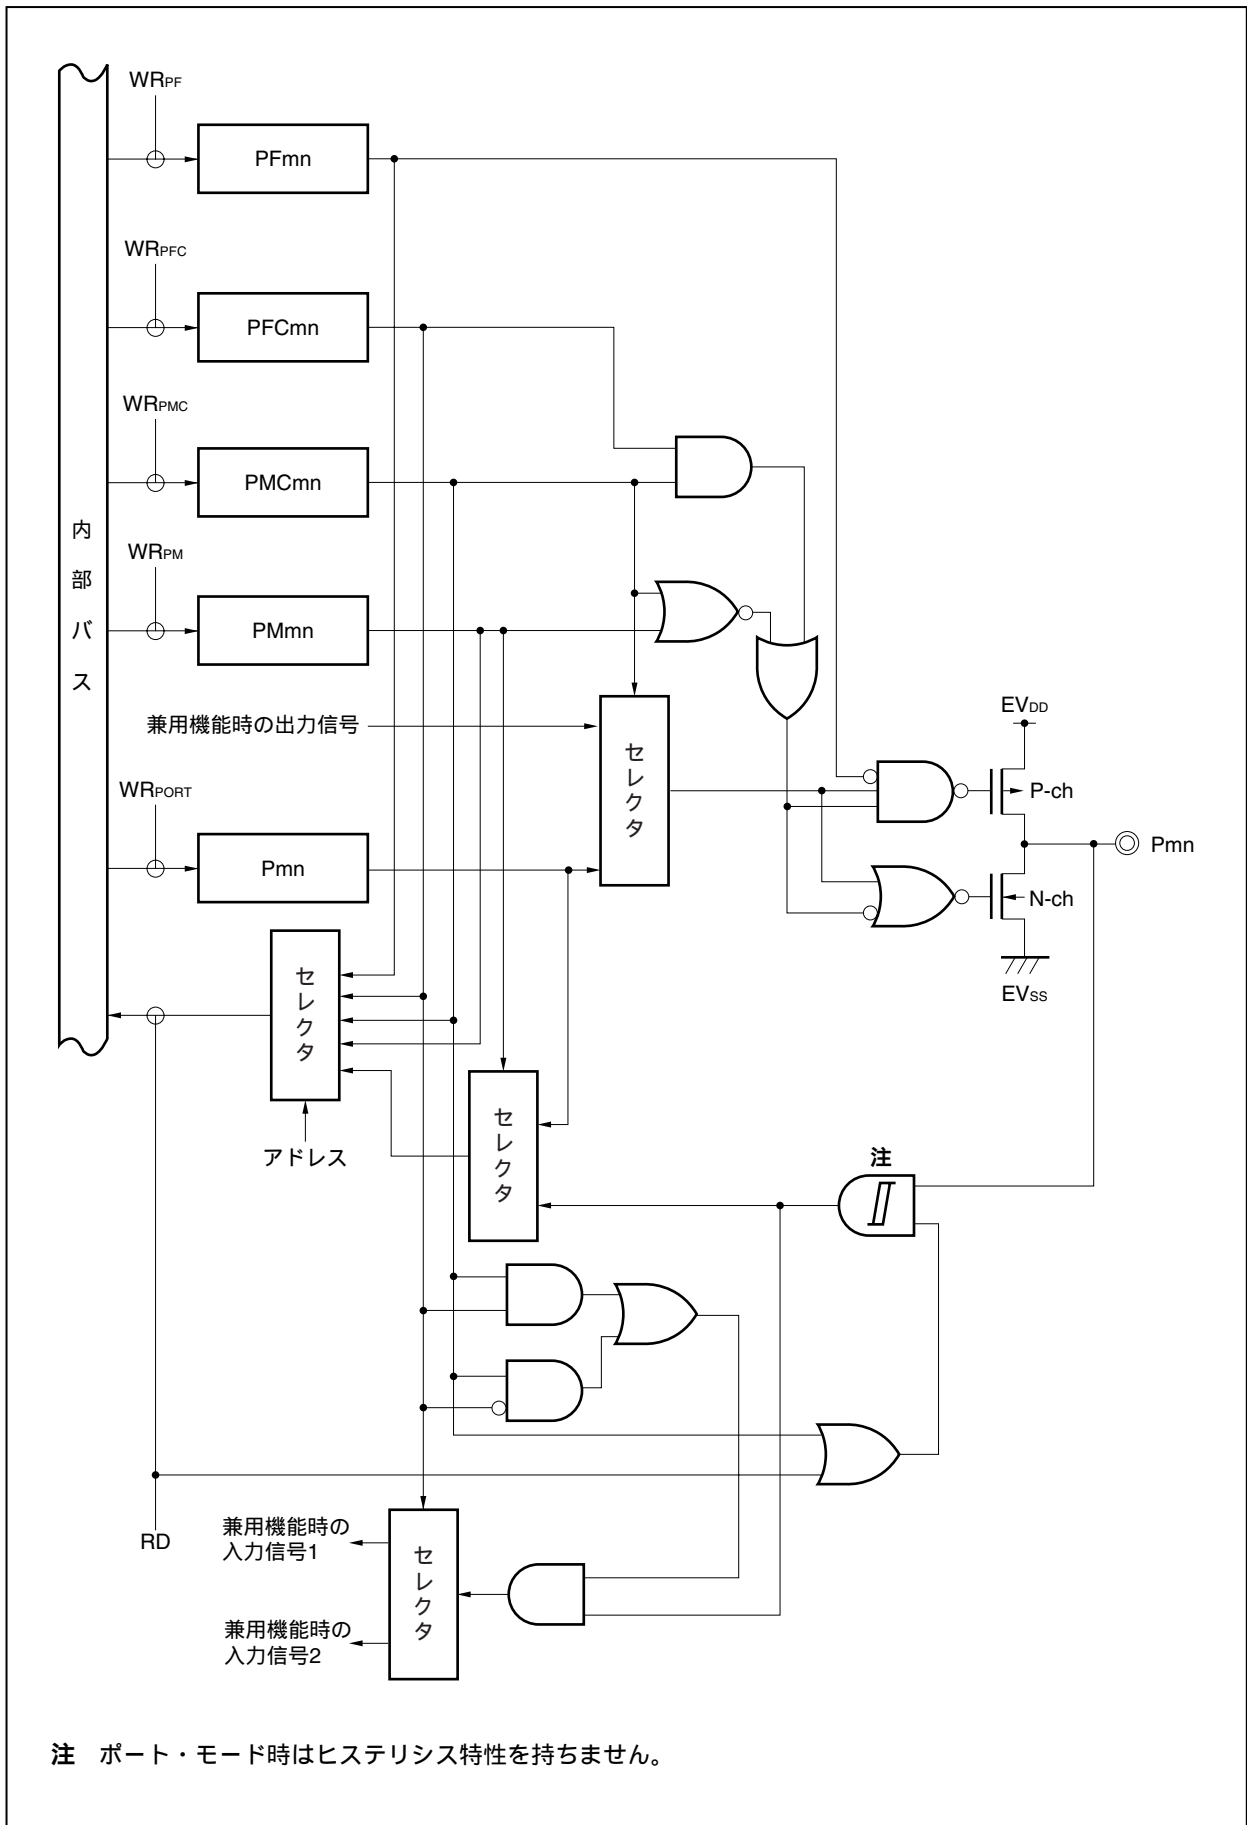 WRPF
PFmn
WRPFC
PFCmn
WRPMC
PMCmn
内部バス
WRPM
PMmn
兼用機能時の出力信号
セレクタ
EVDD
P-ch
WRPORT
Pmn
Pmn
N-ch
EVSS
セレクタ
アドレス
セレクタ
注
RD
兼用機能時の
入力信号1
セレクタ
兼用機能時の
入力信号2
注 ポート・モード時はヒステリシス特性を持ちません。